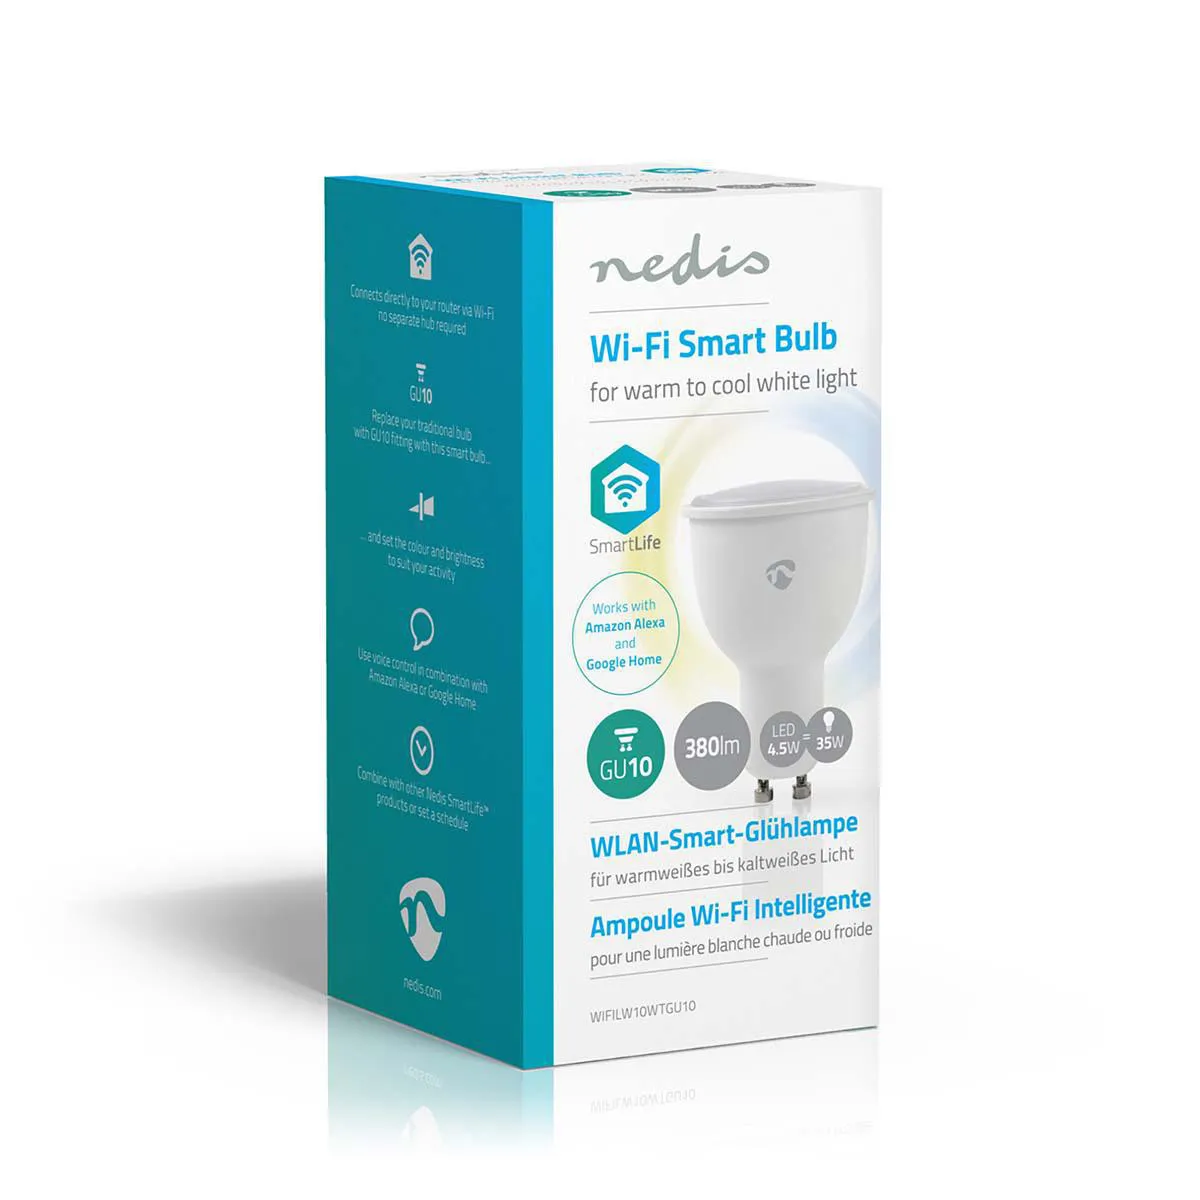 Connects directly to your router via Wi-Fi
no separate hub required
GU10
Replace your traditional bulb
with GU10 fitting with this smart bulb...
... and set the colour and brightness
to suit your activity
Use voice control in combination with
Amazon Alexa or Google Home
Combine with other Nedis SmartLife™
products or set a schedule
nedis.com
nedis
Wi-Fi Smart Bulb
for warm to cool white light
SmartLife
Works with
Amazon Alexa
and
Google Home
GU10
380lm
LED
4.5W = 35W
WLAN-Smart-Glühlampe
für warmweißes bis kaltweißes Licht
Ampoule Wi-Fi Intelligente
pour une lumière blanche chaude ou froide
WIFILW10WTGU10